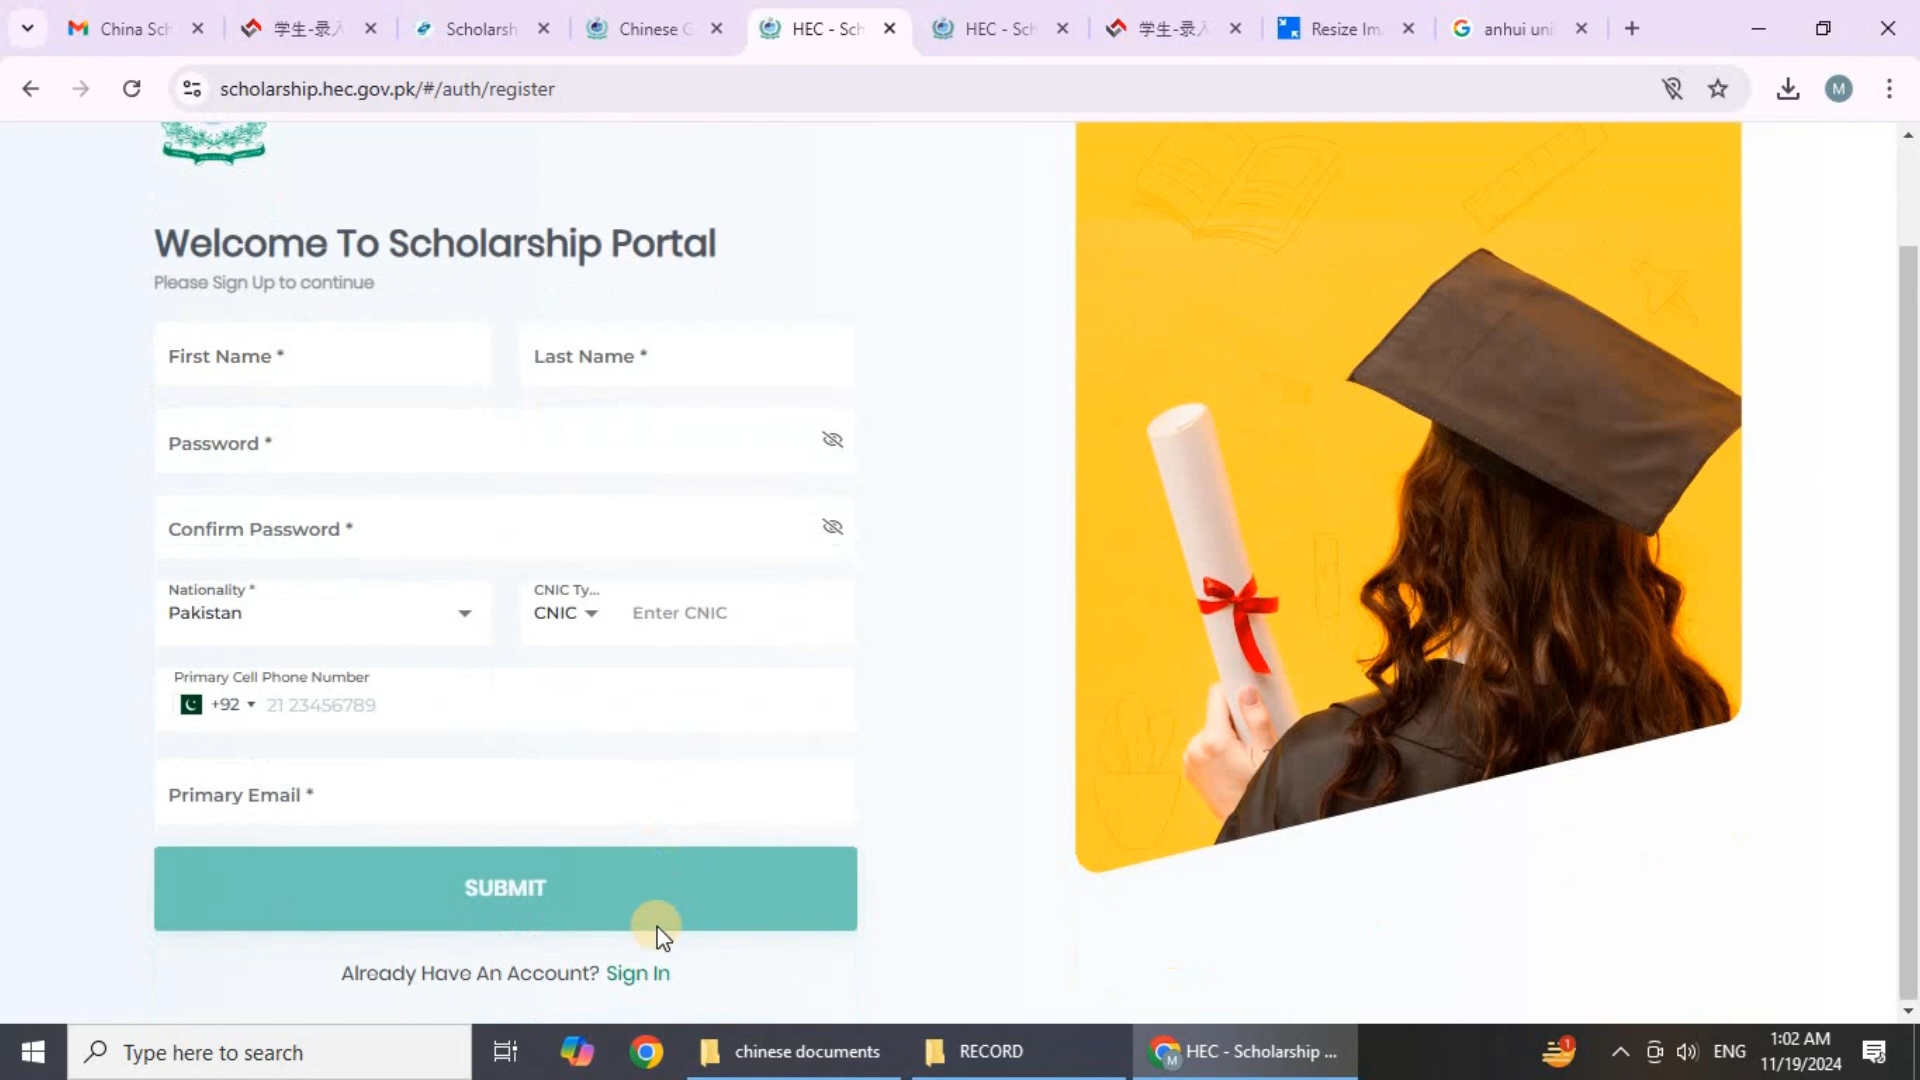 China Sch
学生-录入
Scholarsh
Chinese G
HEC - Sch
HEC - Sch
学生-录入
Resize Im
anhui uni
scholarship.hec.gov.pk/#/auth/register
M
Welcome To Scholarship Portal
Please Sign Up to continue
First Name *
Last Name *
Password *
Confirm Password *
Nationality *
Pakistan
CNIC Ty...
CNIC
Enter CNIC
Primary Cell Phone Number
+92
21 23456789
Primary Email *
SUBMIT
Already Have An Account? Sign In
Type here to search
chinese documents
RECORD
M
HEC - Scholarship ...
1
ENG
1:02 AM
11/19/2024